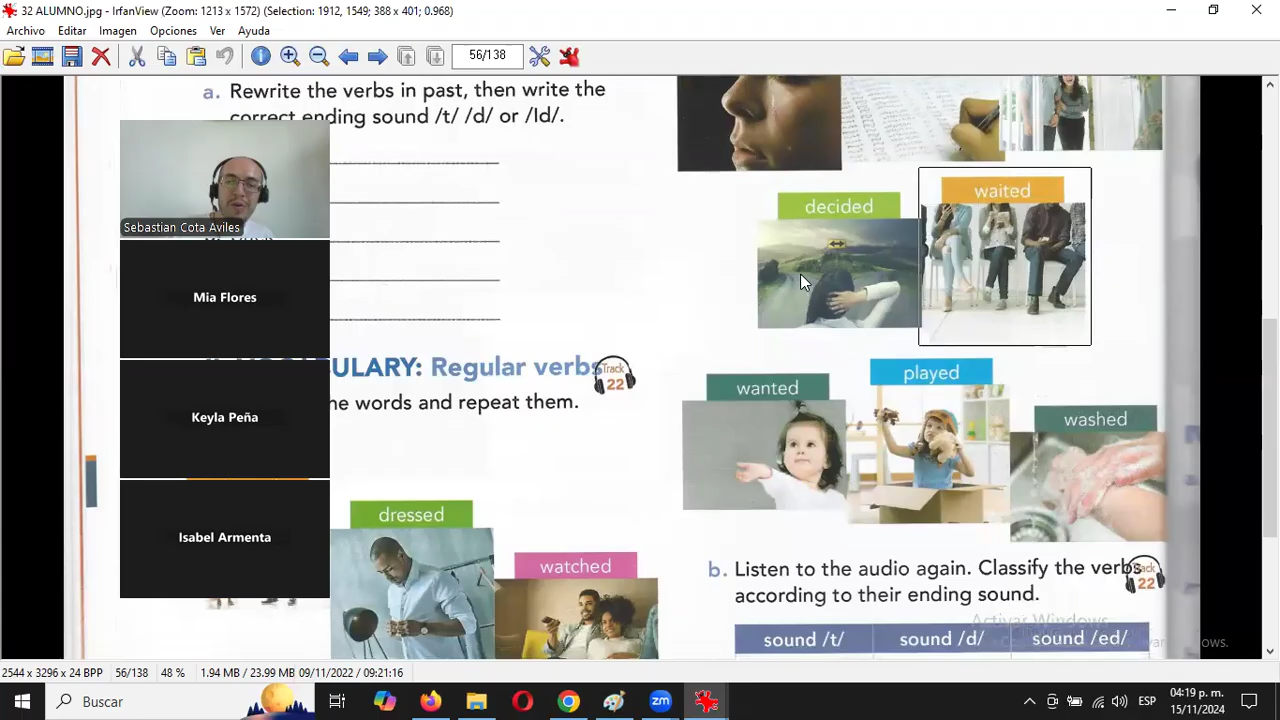 32 ALUMNO.jpg - IrfanView (Zoom: 1213 x 1572) (Selection: 1912, 1549; 388 x 401; 0.968)
Archivo Editar Imagen Opciones Ver Ayuda
56/138
a. Rewrite the verbs in past, then write the
correct ending sound /t/ /d/ or /Id/.
Sebastian Cota Aviles
Mia Flores
Keyla Peña
Isabel Armenta
ULARY: Regular verbs
Track
22
ne words and repeat them.
dressed
watched
decided
waited
wanted
played
washed
b. Listen to the audio again. Classify the verbs
according to their ending sound.
Track
22
sound /t/ sound /d/ sound /ed/
Activar Windows
2544 x 3296 x 24 BPP 56/138 48 % 1.94 MB / 23.99 MB 09/11/2022 / 09:21:16
Buscar
zm
ESP
04:19 p. m.
15/11/2024